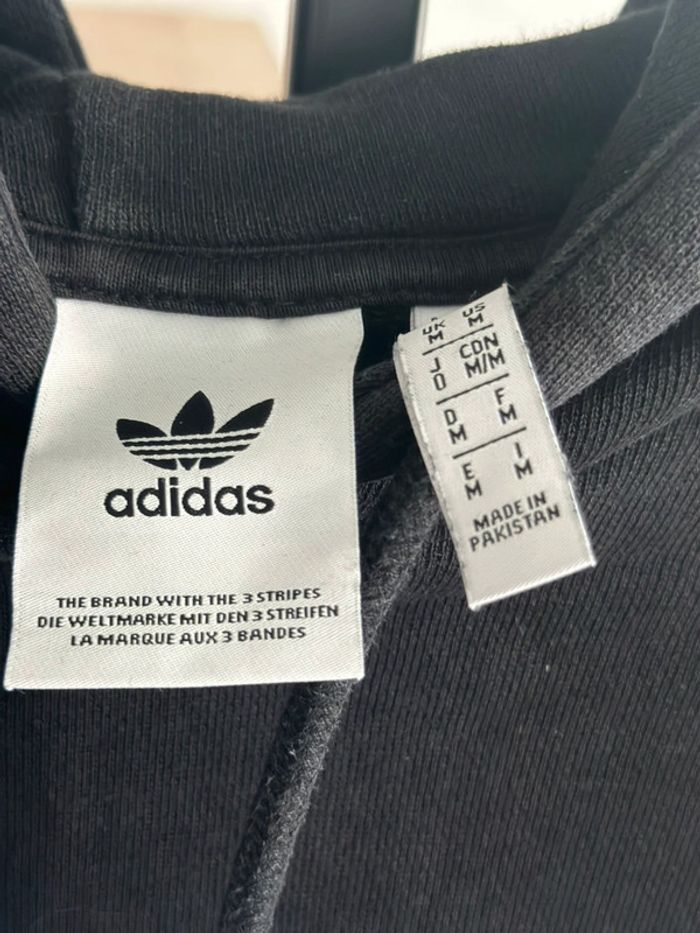 adidas
THE BRAND WITH THE 3 STRIPES
DIE WELTMARKE MIT DEN 3 STREIFEN
LA MARQUE AUX 3 BANDES
UK US
M M
J CDN
O M/M
D F
M M
E I
M M
MADE IN
PAKISTAN